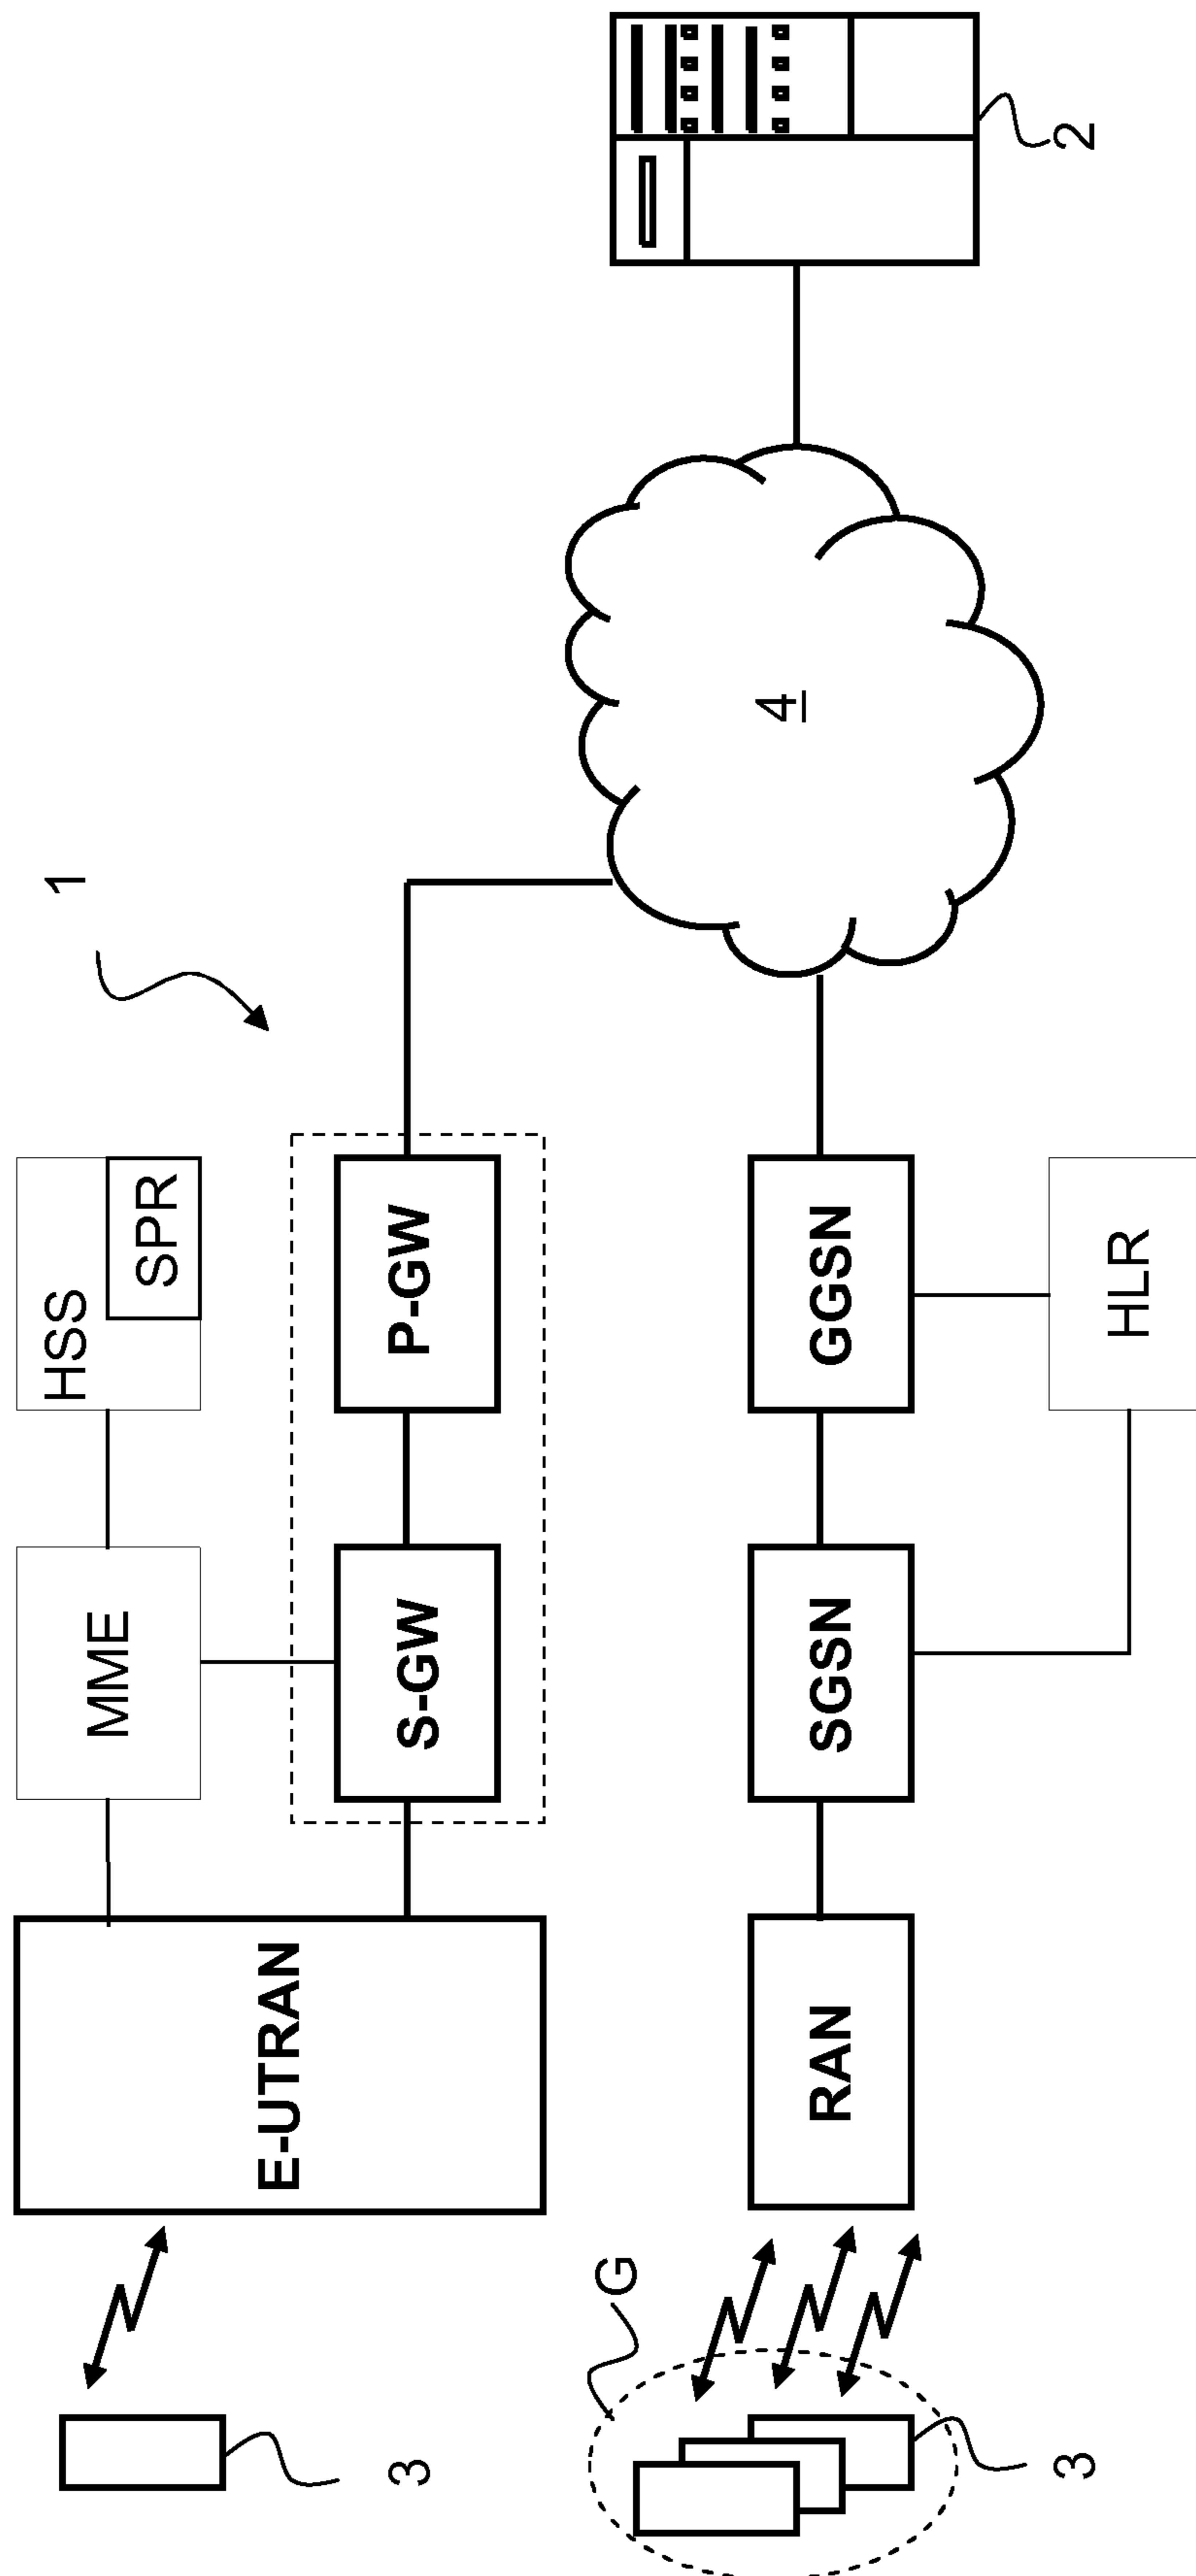 1
E-UTRAN
MME
HSS
SPR
S-GW
P-GW
3
G
4
2
RAN
SGSN
GGSN
HLR
3